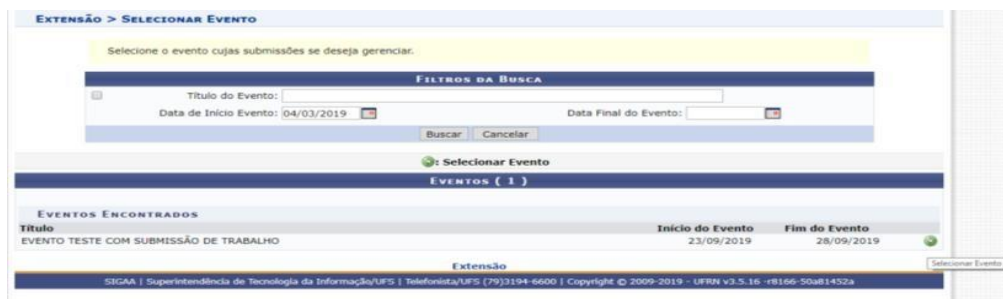 EXTENSÃO > SELECIONAR EVENTO
Selecione o evento cujas submissões se deseja gerenciar.
FILTROS DA BUSCA
Título do Evento:
Data de Início Evento: 04/03/2019 Data Final do Evento:
Buscar Cancelar
: Selecionar Evento
EVENTOS ( 1 )
EVENTOS ENCONTRADOS
Título Início do Evento Fim do Evento
EVENTO TESTE COM SUBMISSÃO DE TRABALHO 23/09/2019 28/09/2019
Selecionar Evento
Extensão
SIGAA | Superintendência de Tecnologia da Informação/UFS | Telefonista/UFS (79)3194-6600 | Copyright © 2009-2019 - UFRN v3.5.16 -r8166-50a81452a